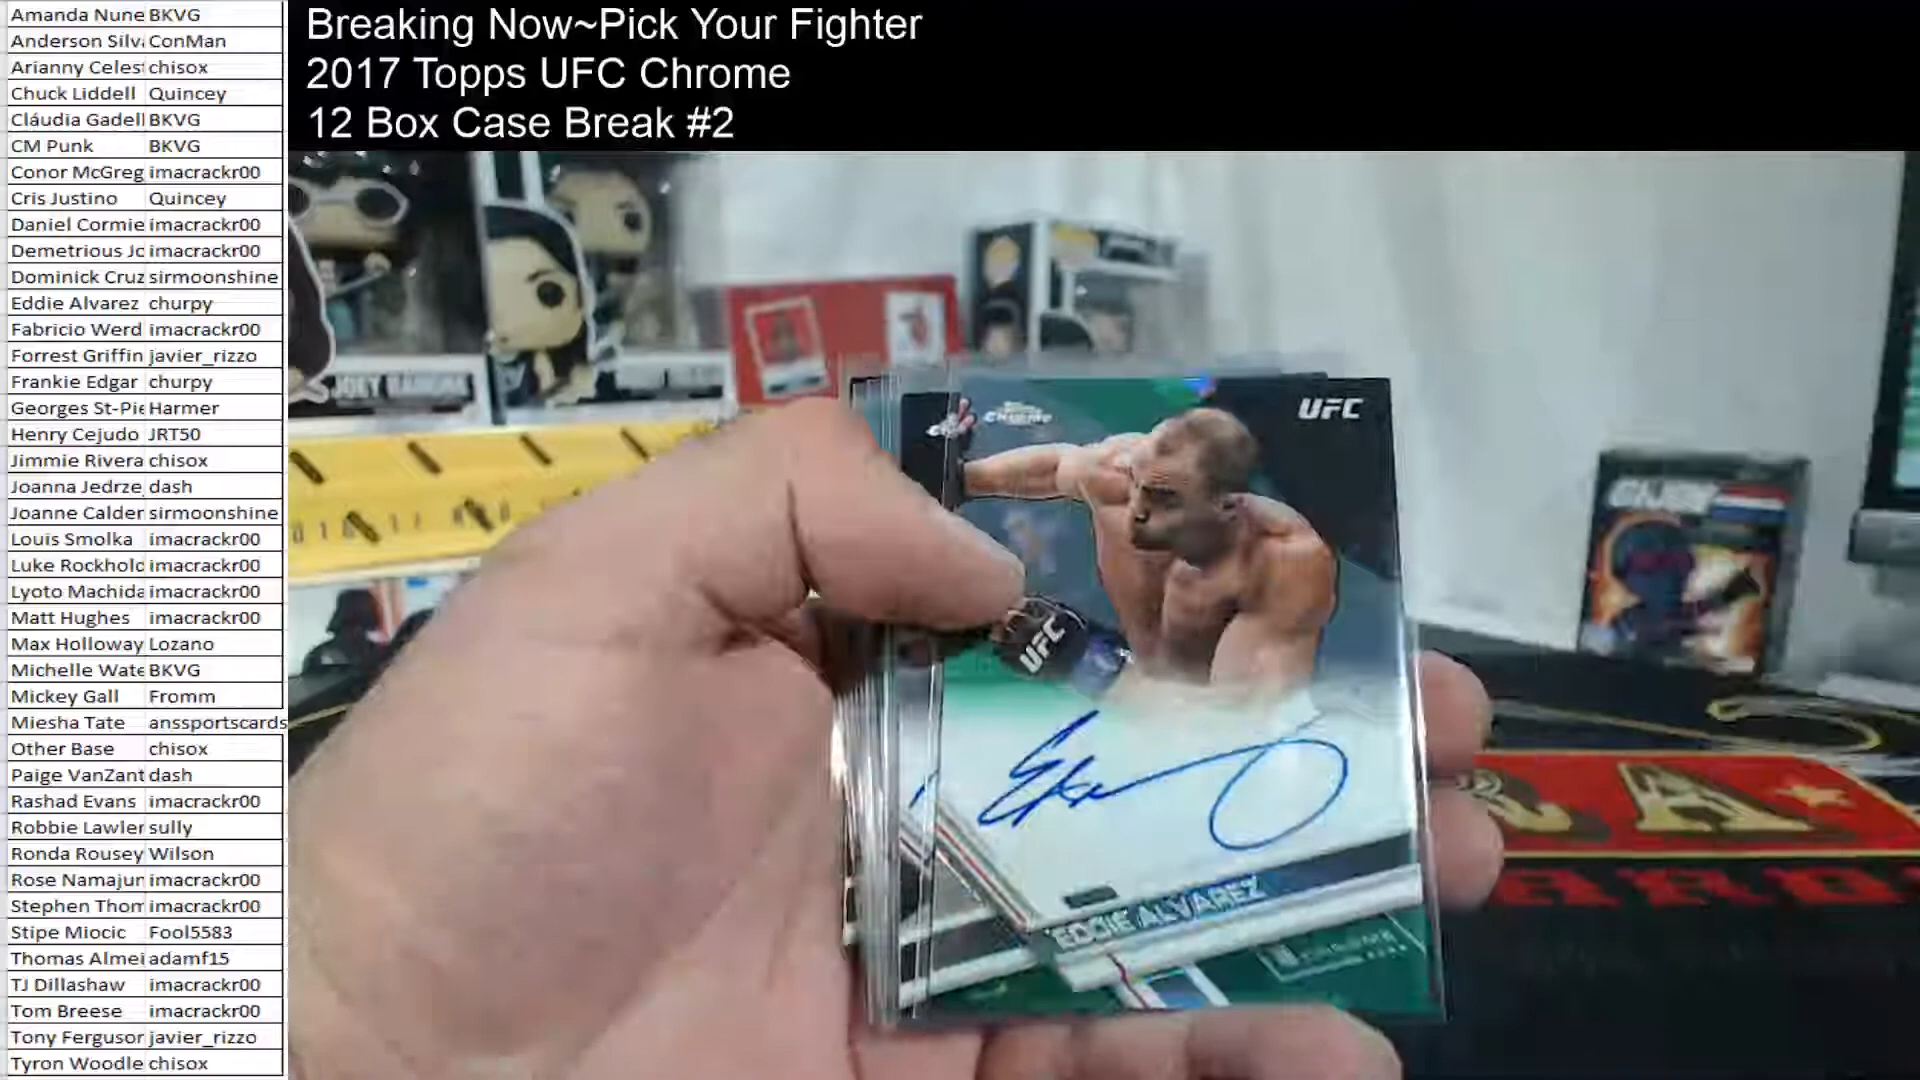 Amanda Nune BKVG
Anderson Silv ConMan
Arianny Celest chisox
Chuck Liddell Quincey
Cláudia Gadell BKVG
CM Punk BKVG
Conor McGreg imacrackr00
Cris Justino Quincey
Daniel Cormie imacrackr00
Demetrious Jo imacrackr00
Dominick Cruz sirmoonshine
Eddie Alvarez churpy
Fabricio Werd imacrackr00
Forrest Griffin javier_rizzo
Frankie Edgar churpy
Georges St-Pie Harmer
Henry Cejudo JRT50
Jimmie Rivera chisox
Joanna Jedrze dash
Joanne Calder sirmoonshine
Louis Smolka imacrackr00
Luke Rockhold imacrackr00
Lyoto Machida imacrackr00
Matt Hughes imacrackr00
Max Holloway Lozano
Michelle Wate BKVG
Mickey Gall Fromm
Miesha Tate anssportscards
Other Base chisox
Paige VanZant dash
Rashad Evans imacrackr00
Robbie Lawler sully
Ronda Rousey Wilson
Rose Namajun imacrackr00
Stephen Thom imacrackr00
Stipe Miocic Fool5583
Thomas Almei adamf15
TJ Dillashaw imacrackr00
Tom Breese imacrackr00
Tony Ferguson javier_rizzo
Tyron Woodle chisox
Breaking Now~Pick Your Fighter
2017 Topps UFC Chrome
12 Box Case Break #2
Chrome
UFC
UFC
EDDIE ALVAREZ
G.I. JOE